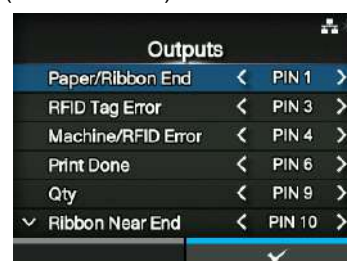 Outputs
Paper/Ribbon End < PIN 1 >
RFID Tag Error < PIN 3 >
Machine/RFID Error < PIN 4 >
Print Done < PIN 6 >
Qty < PIN 9 >
Ribbon Near End < PIN 10 >